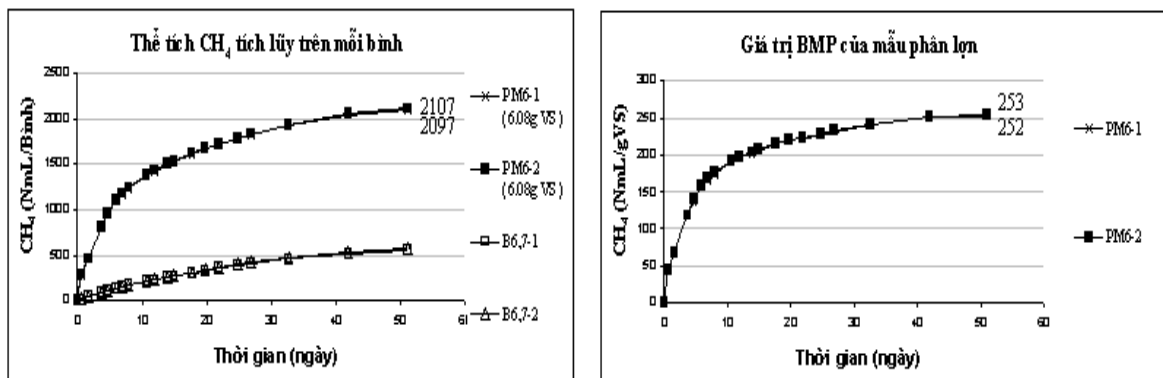 Thể tích CH₄ tích lũy trên mỗi bình
CH₄ (NmL/Bình)
2500
2000
1500
1000
500
0
0 10 20 30 40 50 60
Thời gian (ngày)
2107
2097
PM6-1
(6.08g VS)
PM6-2
(6.08g VS)
B6,7-1
B6,7-2
Giá trị BMP của mẫu phân lợn
CH₄ (NmL/gVS)
300
250
200
150
100
50
0
0 10 20 30 40 50 60
Thời gian (ngày)
253
252
PM6-1
PM6-2